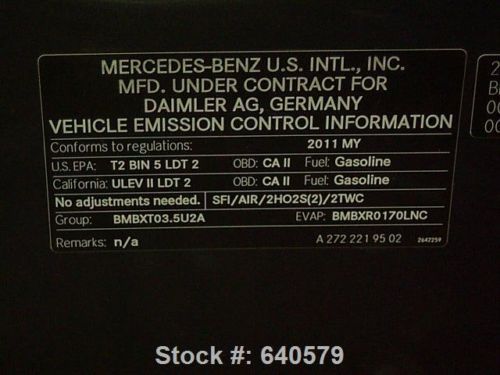 MERCEDES-BENZ U.S. INTL., INC.
MFD. UNDER CONTRACT FOR
DAIMLER AG, GERMANY
VEHICLE EMISSION CONTROL INFORMATION
Conforms to regulations: 2011 MY
U.S. EPA: T2 BIN 5 LDT 2 OBD: CA II Fuel: Gasoline
California: ULEV II LDT 2 OBD: CA II Fuel: Gasoline
No adjustments needed. SFI/AIR/2HO2S(2)/2TWC
Group: BMBXT03.5U2A EVAP: BMBXR0170LNC
Remarks: n/a A 272 221 95 02 2647259
Stock #: 640579